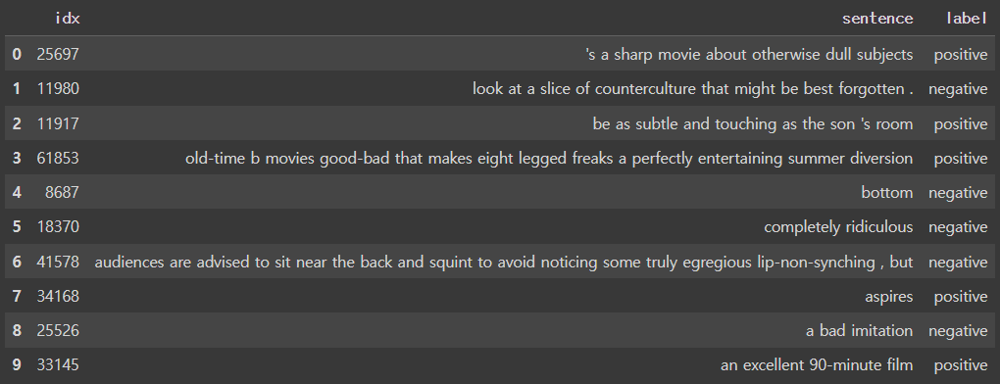 idx sentence label
0 25697 's a sharp movie about otherwise dull subjects positive
1 11980 look at a slice of counterculture that might be best forgotten . negative
2 11917 be as subtle and touching as the son 's room positive
3 61853 old-time b movies good-bad that makes eight legged freaks a perfectly entertaining summer diversion positive
4 8687 bottom negative
5 18370 completely ridiculous negative
6 41578 audiences are advised to sit near the back and squint to avoid noticing some truly egregious lip-non-synching , but negative
7 34168 aspires positive
8 25526 a bad imitation negative
9 33145 an excellent 90-minute film positive